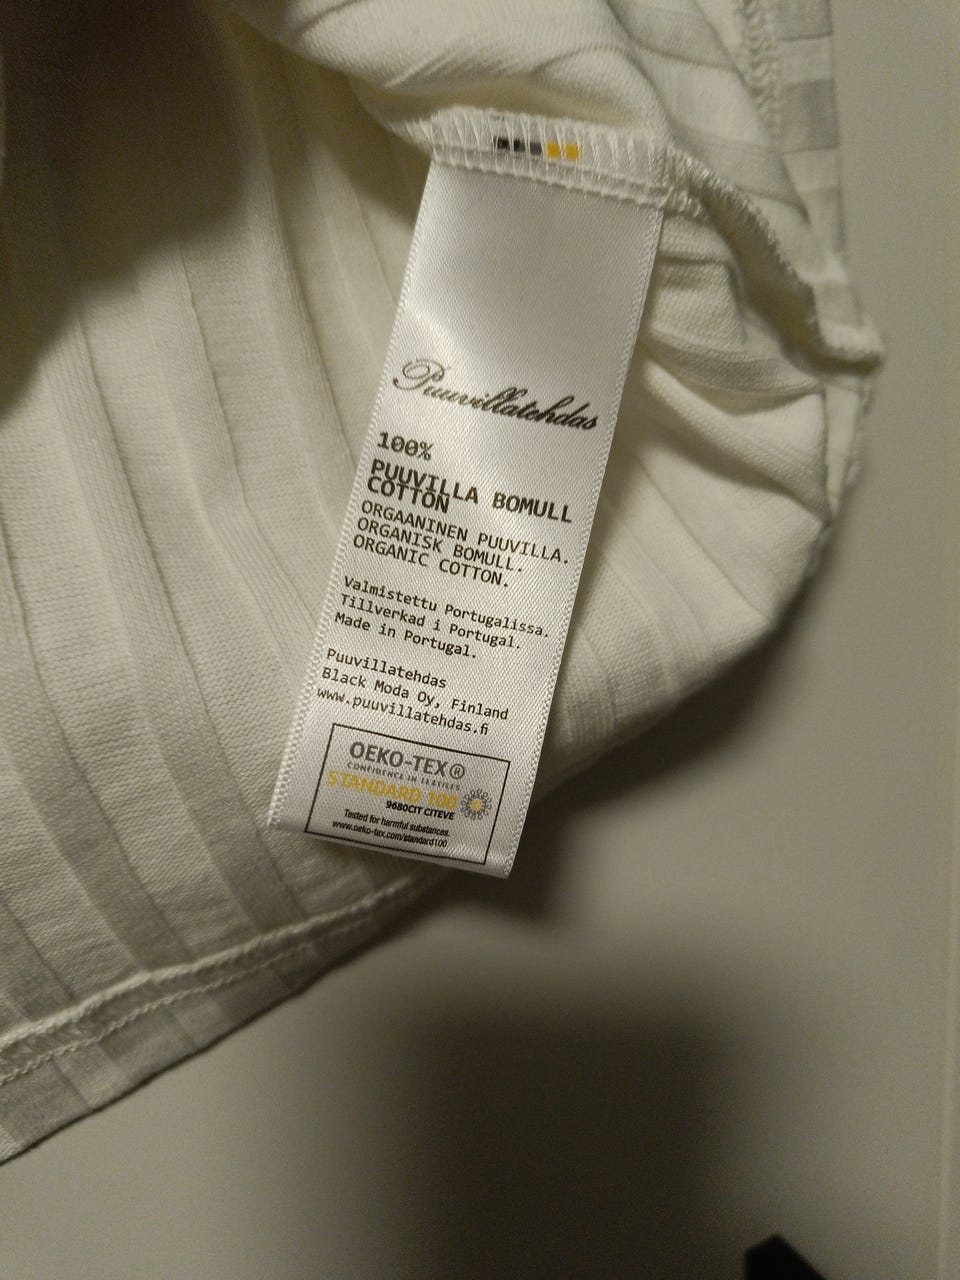 Puuvillatehdas
100%
PUUVILLA BOMULL
COTTON
ORGAANINEN PUUVILLA.
ORGANISK BOMULL.
ORGANIC COTTON.
Valmistettu Portugalissa.
Tillverkad i Portugal.
Made in Portugal.
Puuvillatehdas
Black Moda Oy, Finland
www.puuvillatehdas.fi
OEKO-TEX®
CONFIDENCE IN TEXTILES
STANDARD 100
9680CIT CITEVE
Tested for harmful substances.
www.oeko-tex.com/standard100